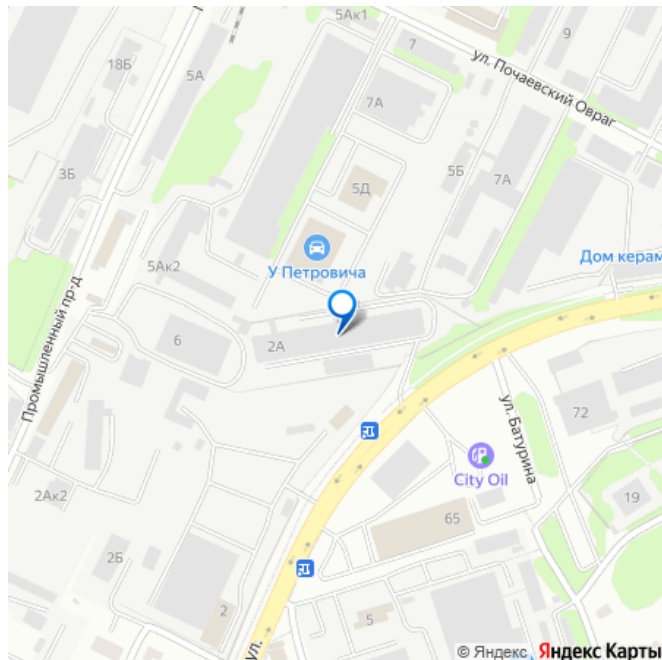 5Ак1
7
9
ул. Почаевский Овраг
18Б
5А
7А
3Б
5Б
7А
5Д
У Петровича
Дом керам
5Ак2
Промышленный пр-д
6
2А
ул. Батурина
72
City Oil
2Ак2
19
65
2Б
2
5
ул.
© Яндекс Яндекс Карты